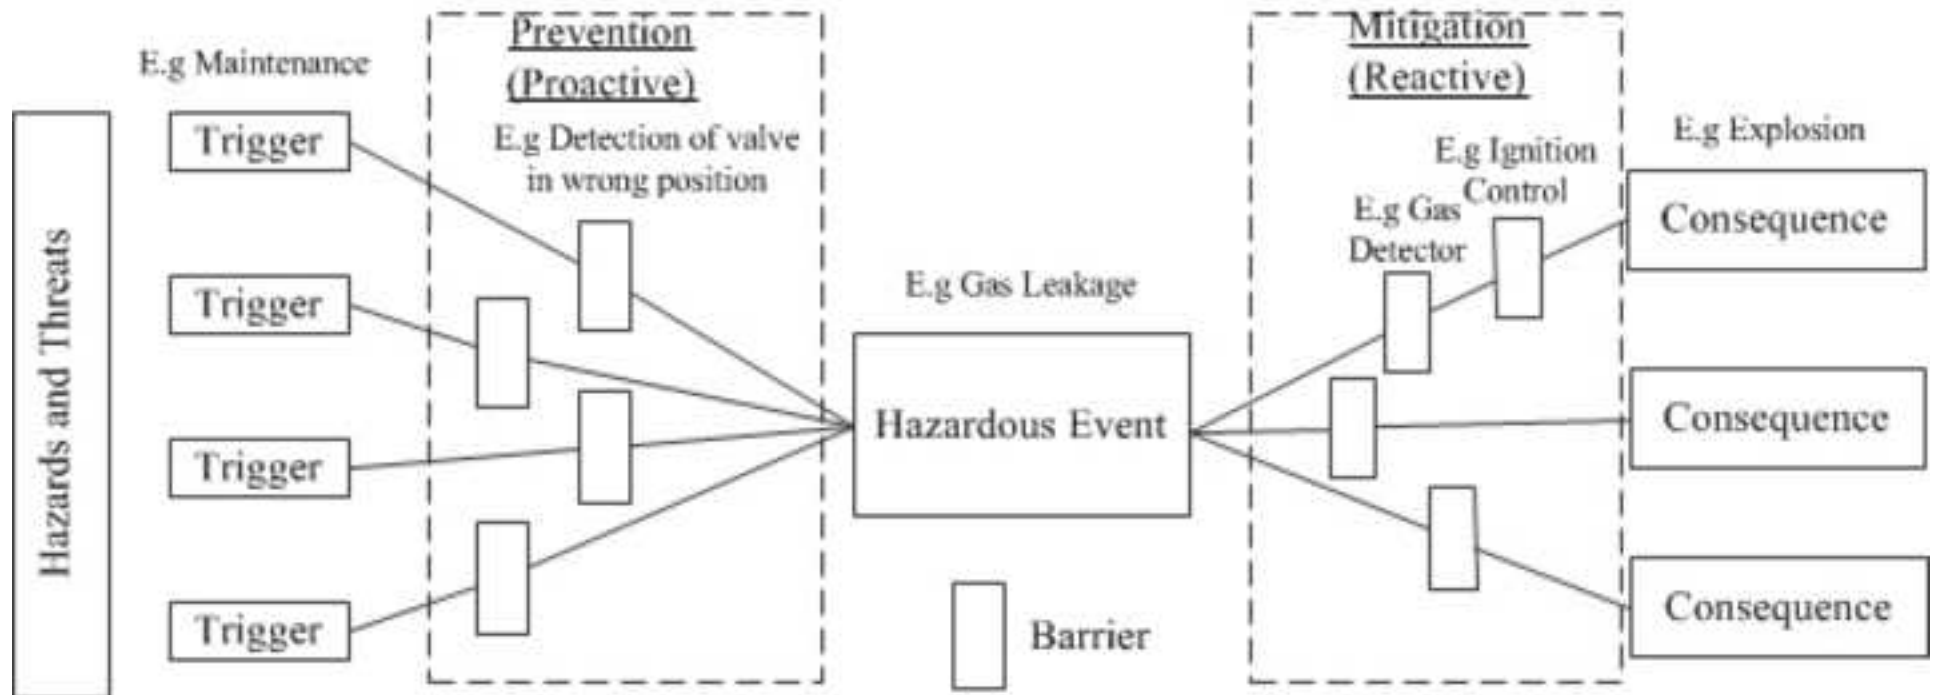 Hazards and Threats
E.g Maintenance
Trigger
Trigger
Trigger
Trigger
Prevention
(Proactive)
E.g Detection of valve
in wrong position
E.g Gas Leakage
Hazardous Event
Barrier
Mitigation
(Reactive)
E.g Ignition
Control
E.g Gas
Detector
E.g Explosion
Consequence
Consequence
Consequence